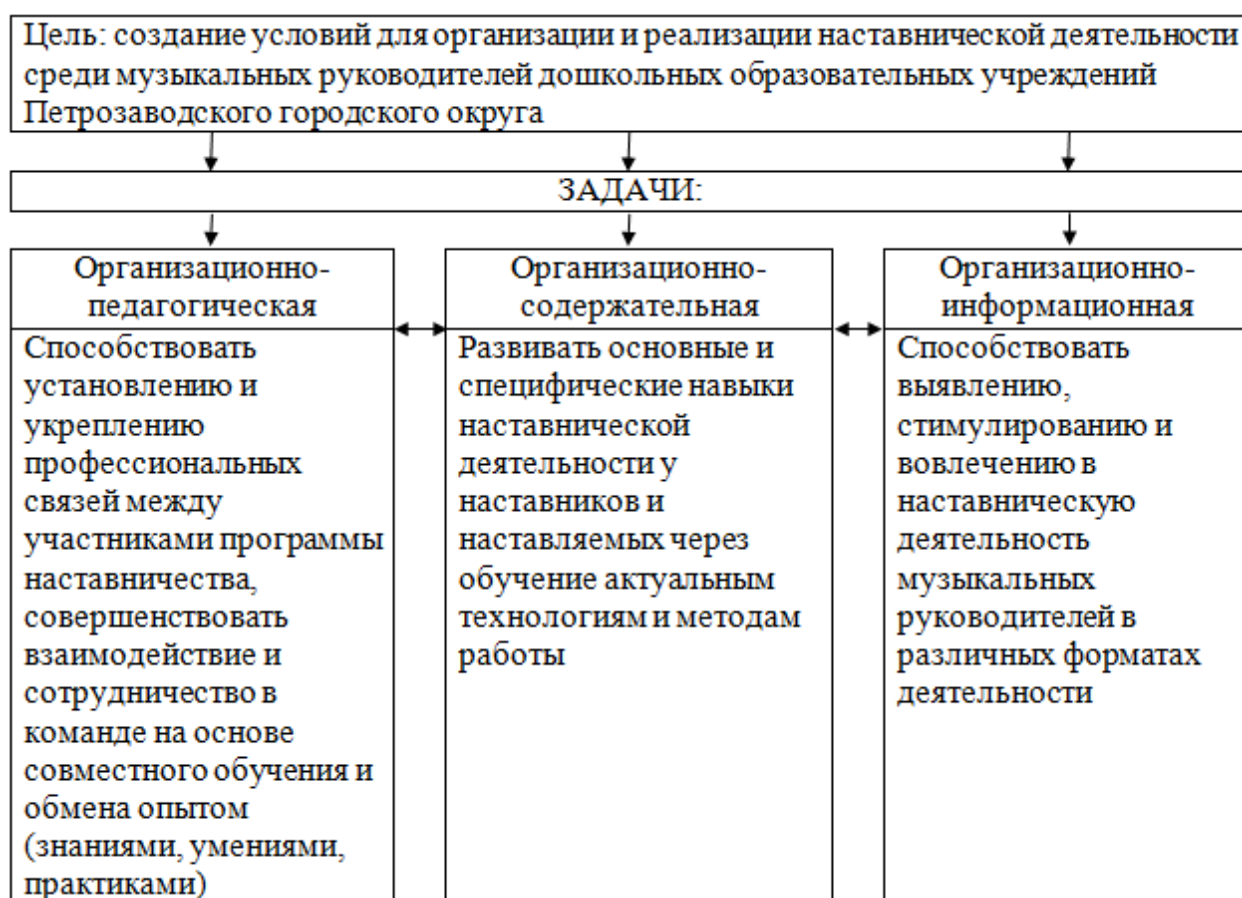 Цель: создание условий для организации и реализации наставнической деятельности
среди музыкальных руководителей дошкольных образовательных учреждений
Петрозаводского городского округа
ЗАДАЧИ:
Организационно-
педагогическая
Способствовать
установлению и
укреплению
профессиональных
связей между
участниками программы
наставничества,
совершенствовать
взаимодействие и
сотрудничество в
команде на основе
совместного обучения и
обмена опытом
(знаниями, умениями,
практиками)
Организационно-
содержательная
Развивать основные и
специфические навыки
наставнической
деятельности у
наставников и
наставляемых через
обучение актуальным
технологиям и методам
работы
Организационно-
информационная
Способствовать
выявлению,
стимулированию и
вовлечению в
наставническую
деятельность
музыкальных
руководителей в
различных форматах
деятельности